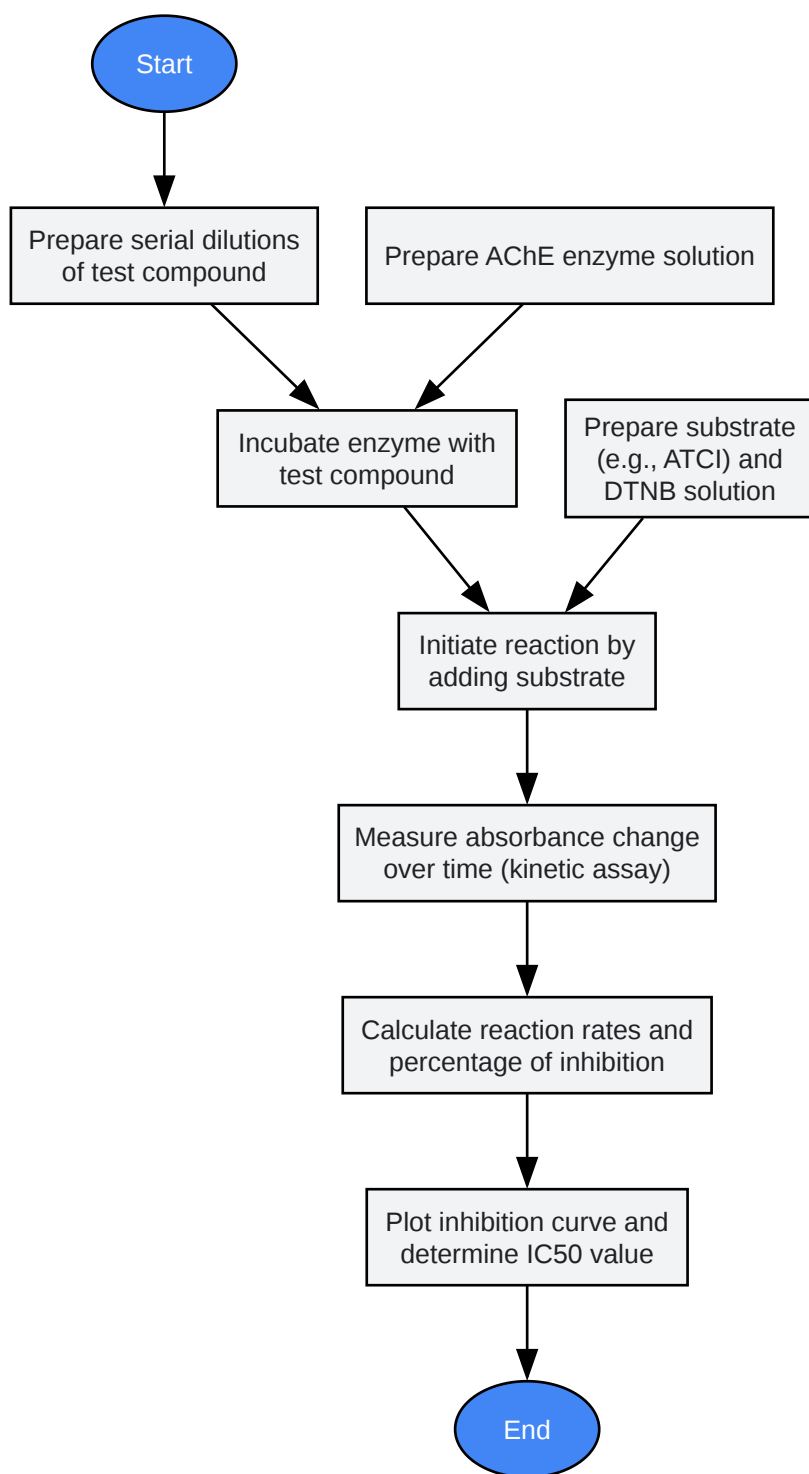 Start
Prepare serial dilutions
of test compound
Prepare AChE enzyme solution
Incubate enzyme with
test compound
Prepare substrate
(e.g., ATCI) and
DTNB solution
Initiate reaction by
adding substrate
Measure absorbance change
over time (kinetic assay)
Calculate reaction rates and
percentage of inhibition
Plot inhibition curve and
determine IC50 value
End